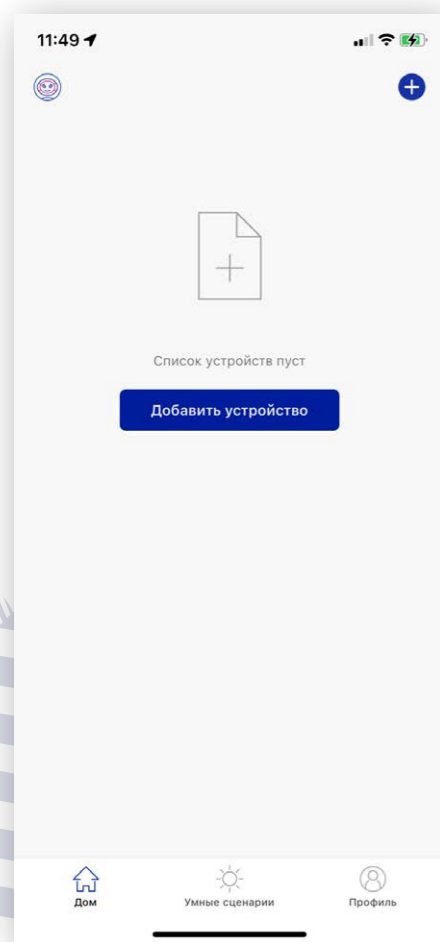 11:49
Список устройств пуст
Добавить устройство
Дом
Умные сценарии
Профиль